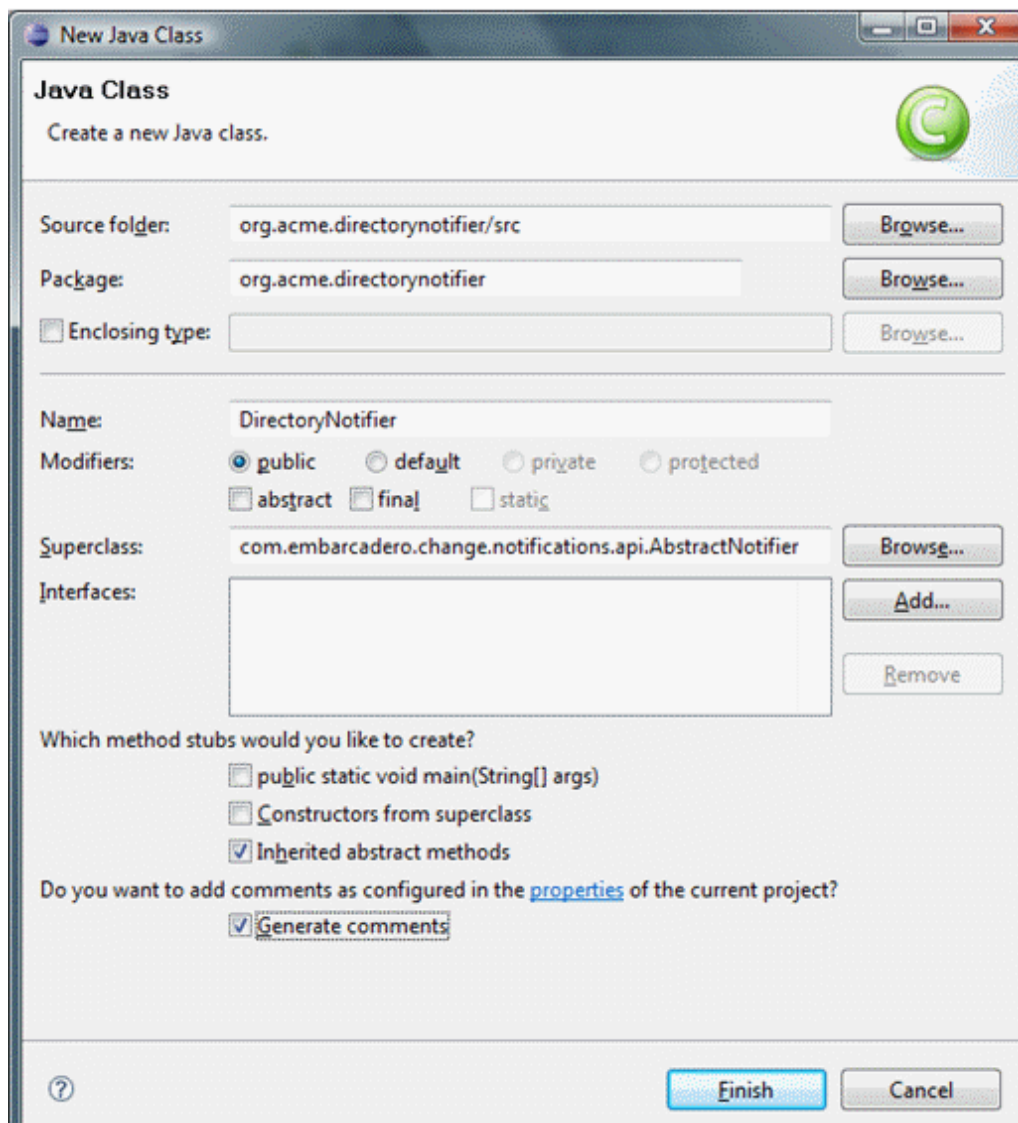 New Java Class
Java Class
Create a new Java class.
C
Source folder: org.acme.directorynotifier/src Browse...
Package: org.acme.directorynotifier Browse...
Enclosing type: Browse...
Name: DirectoryNotifier
Modifiers: public default private protected
abstract final static
Superclass: com.embarcadero.change.notifications.api.AbstractNotifier Browse...
Interfaces: Add...
Remove
Which method stubs would you like to create?
public static void main(String[] args)
Constructors from superclass
Inherited abstract methods
Do you want to add comments as configured in the properties of the current project?
Generate comments
? Finish Cancel